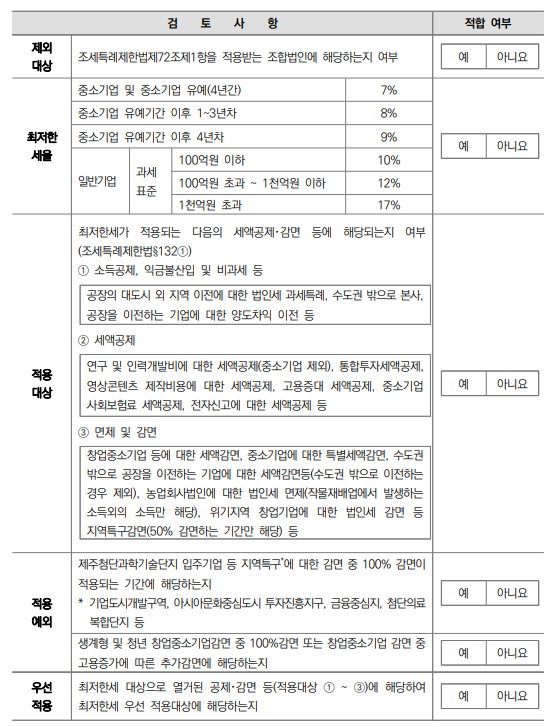 검 토 사 항 적합 여부
제외 조세특례제한법제72조제1항을 적용받는 조합법인에 해당하는지 여부 예 아니요
대상
최저한 중소기업 및 중소기업 유예(4년간) 7% 예 아니요
세율 중소기업 유예기간 이후 1~3년차 8%
중소기업 유예기간 이후 4년차 9%
일반기업 과세 100억원 이하 10%
표준 100억원 초과 ~ 1천억원 이하 12%
1천억원 초과 17%
적용 최저한세가 적용되는 다음의 세액공제·감면 등에 해당되는지 여부 예 아니요
대상 (조세특례제한법§132①)
① 소득공제, 익금불산입 및 비과세 등
공장의 대도시 외 지역 이전에 대한 법인세 과세특례, 수도권 밖으로 본사,
공장을 이전하는 기업에 대한 양도차익 이전 등
② 세액공제
연구 및 인력개발비에 대한 세액공제(중소기업 제외), 통합투자세액공제,
영상콘텐츠 제작비용에 대한 세액공제, 고용증대 세액공제, 중소기업
사회보험료 세액공제, 전자신고에 대한 세액공제 등
③ 면제 및 감면
창업중소기업 등에 대한 세액감면, 중소기업에 대한 특별세액감면, 수도권
밖으로 공장을 이전하는 기업에 대한 세액감면등(수도권 밖으로 이전하는
경우 제외), 농업회사법인에 대한 법인세 면제(작물재배업에서 발생하는
소득외의 소득만 해당), 위기지역 창업기업에 대한 법인세 감면 등
지역특구감면(50% 감면하는 기간만 해당) 등
적용 제주첨단과학기술단지 입주기업 등 지역특구*에 대한 감면 중 100% 감면이 예 아니요
예외 적용되는 기간에 해당하는지
* 기업도시개발구역, 아시아문화중심도시 투자진흥지구, 금융중심지, 첨단의료
복합단지 등
생계형 및 청년 창업중소기업감면 중 100%감면 또는 창업중소기업 감면 중 예 아니요
고용증가에 따른 추가감면에 해당하는지
우선 최저한세 대상으로 열거된 공제·감면 등(적용대상 ① ~ ③)에 해당하여 예 아니요
적용 최저한세 우선 적용대상에 해당하는지